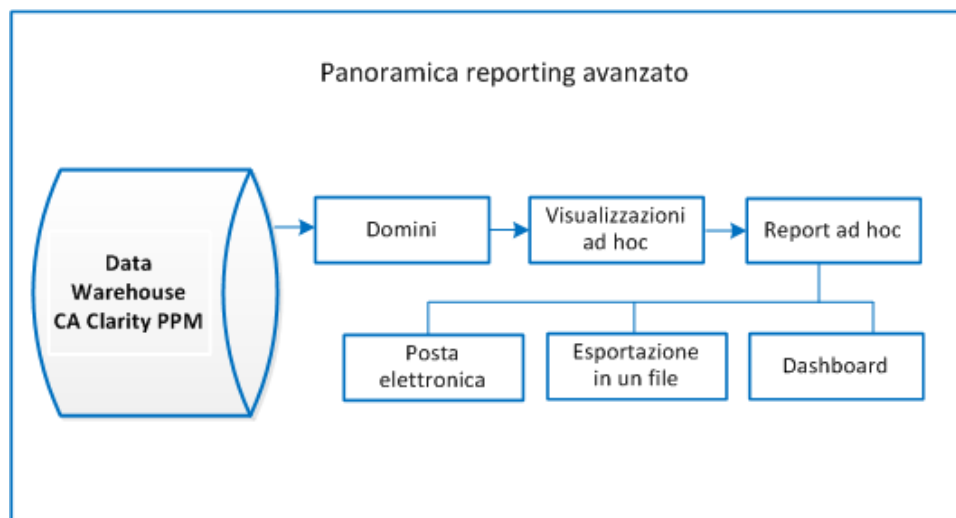 Panoramica reporting avanzato
Data
Warehouse
CA Clarity PPM
Domini
Visualizzazioni
ad hoc
Report ad hoc
Posta
elettronica
Esportazione
in un file
Dashboard